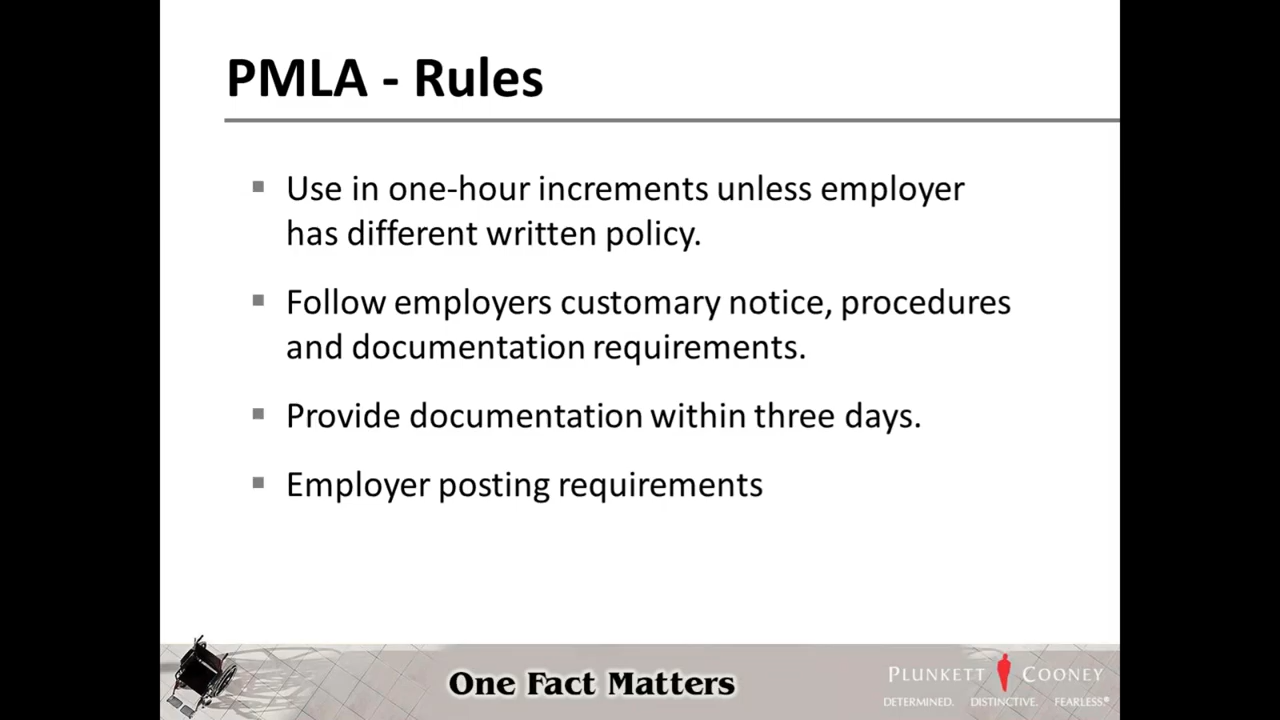 PMLA - Rules
Use in one-hour increments unless employer
has different written policy.
Follow employers customary notice, procedures
and documentation requirements.
Provide documentation within three days.
Employer posting requirements
One Fact Matters
PLUNKETT COONEY
DETERMINED. DISTINCTIVE. FEARLESS.®